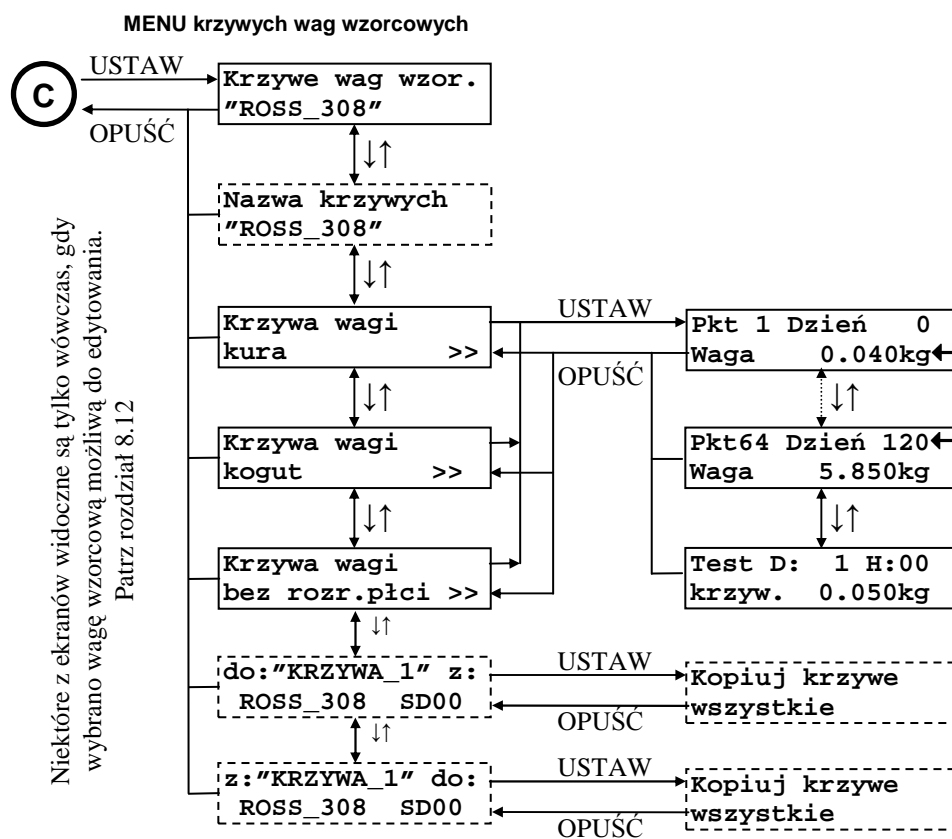 MENU krzywych wag wzorcowych
C
USTAW
OPUŚĆ
Krzywe wag wzor.
"ROSS_308"
↓↑
Nazwa krzywych
"ROSS_308"
↓↑
Niektóre z ekranów widoczne są tylko wówczas, gdy
wybrano wagę wzorcową możliwą do edytowania.
Patrz rozdział 8.12
Krzywa wagi
kura >>
USTAW
OPUŚĆ
Pkt 1 Dzień 0
Waga 0.040kg
↓↑
↓↑
Krzywa wagi
kogut >>
Pkt64 Dzień 120
Waga 5.850kg
↓↑
↓↑
Krzywa wagi
bez rozr.płci >>
Test D: 1 H:00
krzyw. 0.050kg
↓↑
do:"KRZYWA_1" z:
ROSS_308 SD00
USTAW
OPUŚĆ
Kopiuj krzywe
wszystkie
↓↑
z:"KRZYWA_1" do:
ROSS_308 SD00
USTAW
OPUŚĆ
Kopiuj krzywe
wszystkie